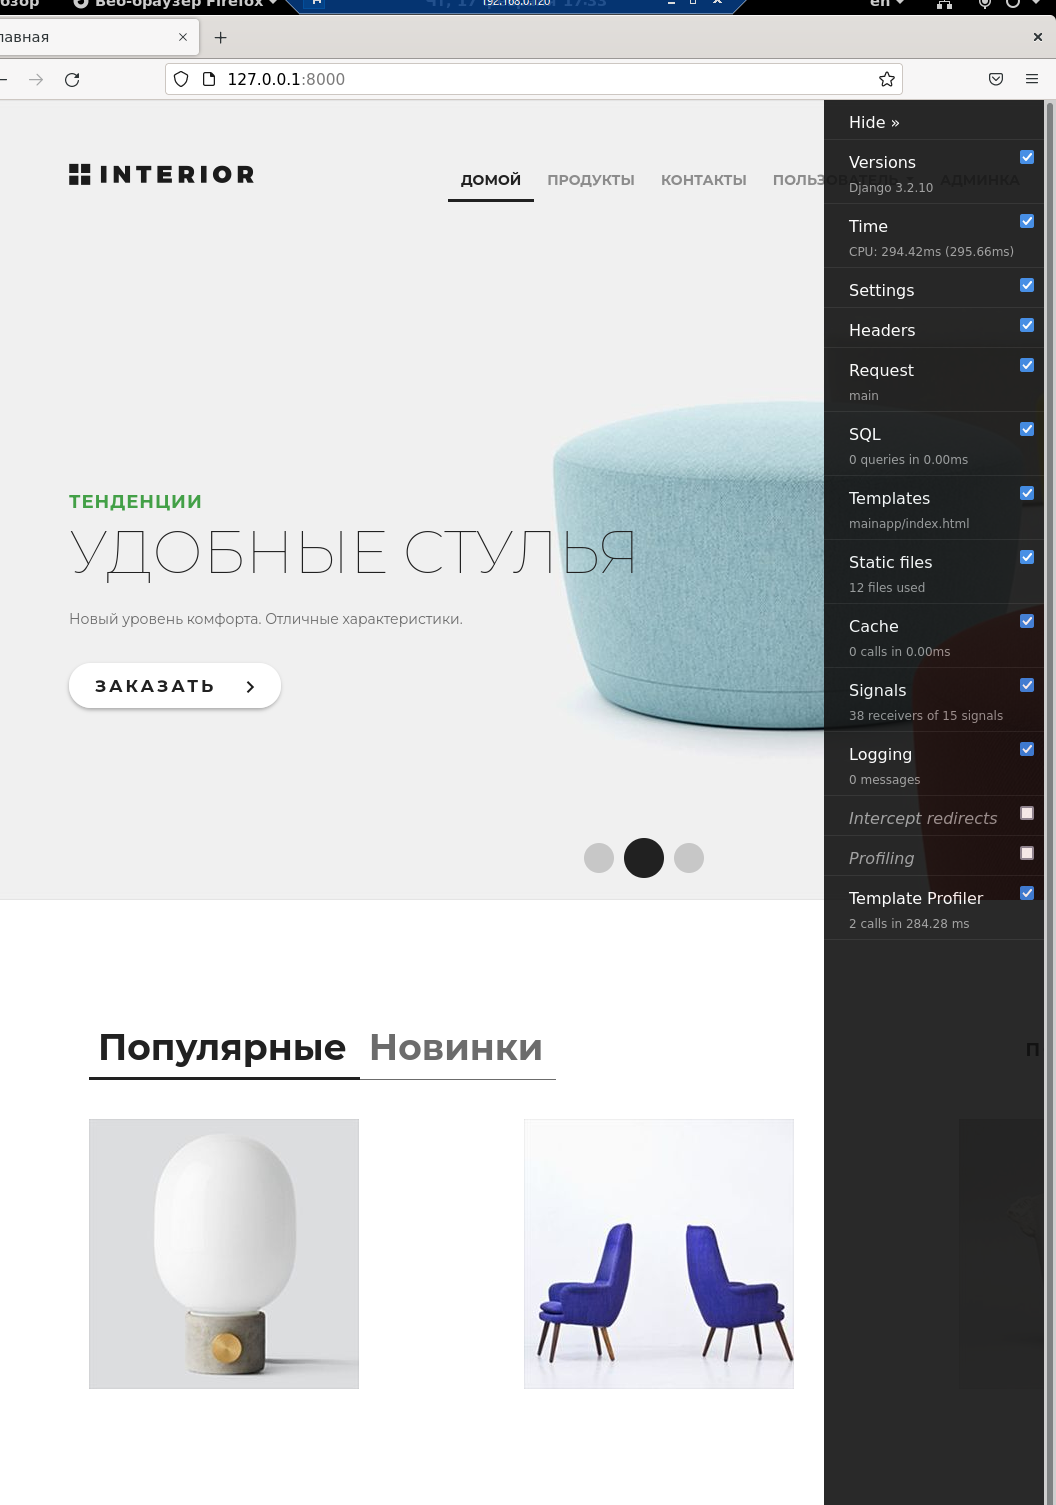 Веб-браузер Firefox
192.168.0.120
en
127.0.0.1:8000
INTERIOR
ДОМОЙ ПРОДУКТЫ КОНТАКТЫ ПОЛЬЗОВАТЕЛЬ АДМИНКА
ТЕНДЕНЦИИ
УДОБНЫЕ СТУЛЬЯ
Новый уровень комфорта. Отличные характеристики.
ЗАКАЗАТЬ
Популярные Новинки
Hide »
Versions
Django 3.2.10
Time
CPU: 294.42ms (295.66ms)
Settings
Headers
Request
main
SQL
0 queries in 0.00ms
Templates
mainapp/index.html
Static files
12 files used
Cache
0 calls in 0.00ms
Signals
38 receivers of 15 signals
Logging
0 messages
Intercept redirects
Profiling
Template Profiler
2 calls in 284.28 ms